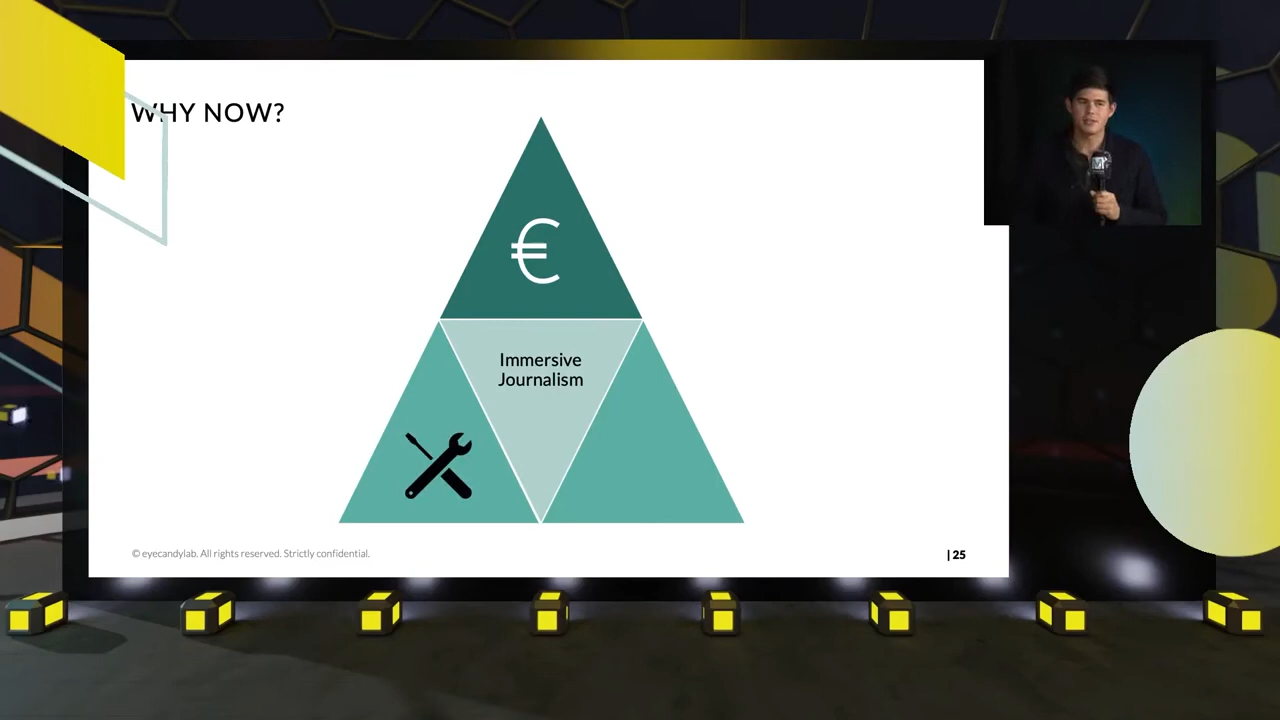 WHY NOW?
€
Immersive
Journalism
© eyecandylab. All rights reserved. Strictly confidential.
| 25